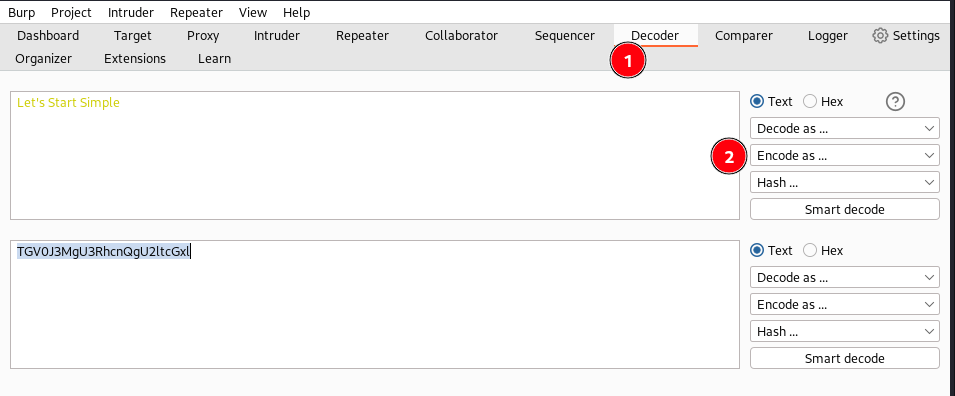 Burp Project Intruder Repeater View Help
Dashboard Target Proxy Intruder Repeater Collaborator Sequencer Decoder Comparer Logger Settings
Organizer Extensions Learn
1
Let's Start Simple
Text Hex ?
Decode as ...
2 Encode as ...
Hash ...
Smart decode
TGV0J3MgU3RhcnQgU2ltcGxl
Text Hex
Decode as ...
Encode as ...
Hash ...
Smart decode